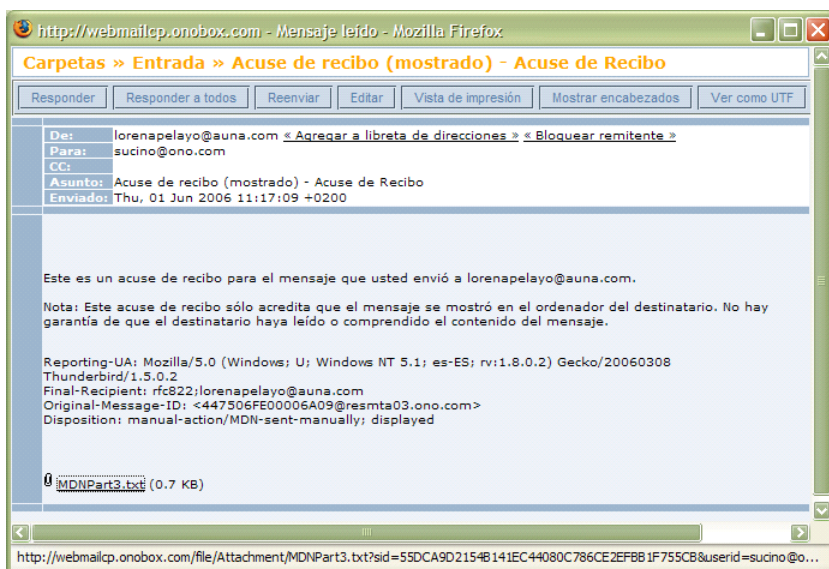 http://webmailcp.onobox.com - Mensaje leído - Mozilla Firefox
Carpetas » Entrada » Acuse de recibo (mostrado) - Acuse de Recibo
Responder Responder a todos Reenviar Editar Vista de impresión Mostrar encabezados Ver como UTF
De: lorenapelayo@auna.com « Agregar a libreta de direcciones » « Bloquear remitente »
Para: sucino@ono.com
CC:
Asunto: Acuse de recibo (mostrado) - Acuse de Recibo
Enviado: Thu, 01 Jun 2006 11:17:09 +0200
Este es un acuse de recibo para el mensaje que usted envió a lorenapelayo@auna.com.
Nota: Este acuse de recibo sólo acredita que el mensaje se mostró en el ordenador del destinatario. No hay
garantía de que el destinatario haya leído o comprendido el contenido del mensaje.
Reporting-UA: Mozilla/5.0 (Windows; U; Windows NT 5.1; es-ES; rv:1.8.0.2) Gecko/20060308
Thunderbird/1.5.0.2
Final-Recipient: rfc822;lorenapelayo@auna.com
Original-Message-ID: <447506FE00006A09@resmta03.ono.com>
Disposition: manual-action/MDN-sent-manually; displayed
MDNPart3.txt (0.7 KB)
http://webmailcp.onobox.com/file/Attachment/MDNPart3.txt?sid=55DCA9D2154B141EC44080C786CE2EFBB1F755CB&userid=sucino@o...